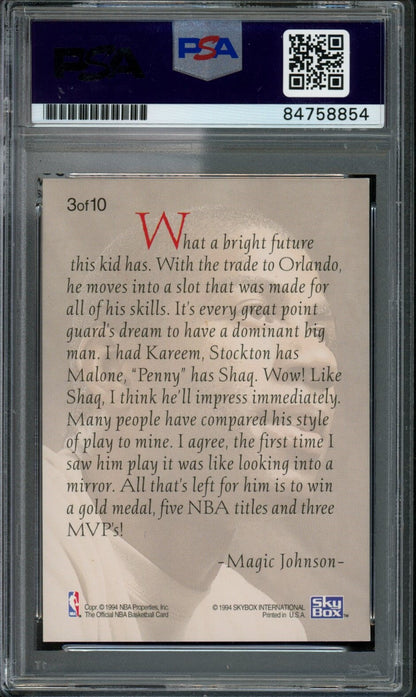 PSA
PSA
84758854
3of10
What a bright future
this kid has. With the trade to Orlando,
he moves into a slot that was made for
all of his skills. It's every great point
guard's dream to have a dominant big
man. I had Kareem, Stockton has
Malone, "Penny" has Shaq. Wow! Like
Shaq, I think he'll impress immediately.
Many people have compared his style
of play to mine. I agree, the first time I
saw him play it was like looking into a
mirror. All that's left for him is to win
a gold medal, five NBA titles and three
MVP's!
-Magic Johnson-
Copr. © 1994 NBA Properties, Inc.
The Official NBA Basketball Card
© 1994 SKYBOX INTERNATIONAL
Printed in U.S.A.
SkyBox™